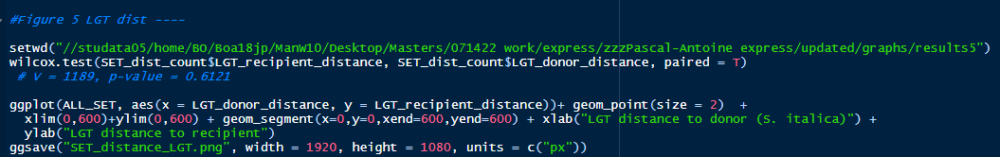 #Figure 5 LGT dist ----
setwd("//studata05/home/BO/Boa18jp/ManW10/Desktop/Masters/071422 work/express/zzzPascal-Antoine express/updated/graphs/results5")
wilcox.test(SET_dist_count$LGT_recipient_distance, SET_dist_count$LGT_donor_distance, paired = T)
# V = 1189, p-value = 0.6121
ggplot(ALL_SET, aes(x = LGT_donor_distance, y = LGT_recipient_distance))+ geom_point(size = 2)  +
xlim(0,600)+ylim(0,600) + geom_segment(x=0,y=0,xend=600,yend=600) + xlab("LGT distance to donor (S. italica)") +
ylab("LGT distance to recipient")
ggsave("SET_distance_LGT.png", width = 1920, height = 1080, units = c("px"))